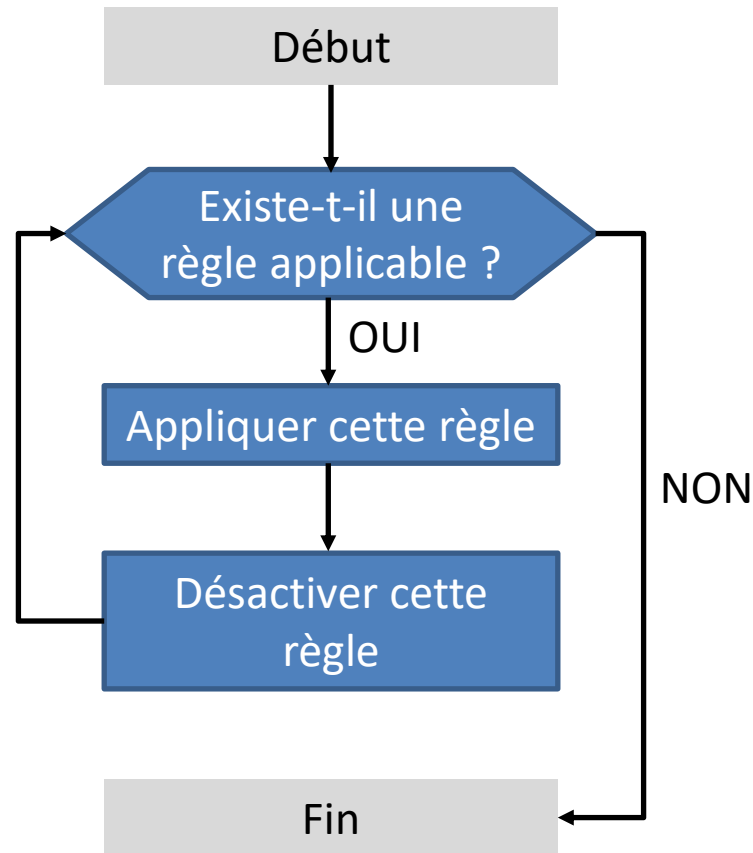 Début
Existe-t-il une
règle applicable ?
OUI
Appliquer cette règle
NON
Désactiver cette
règle
Fin